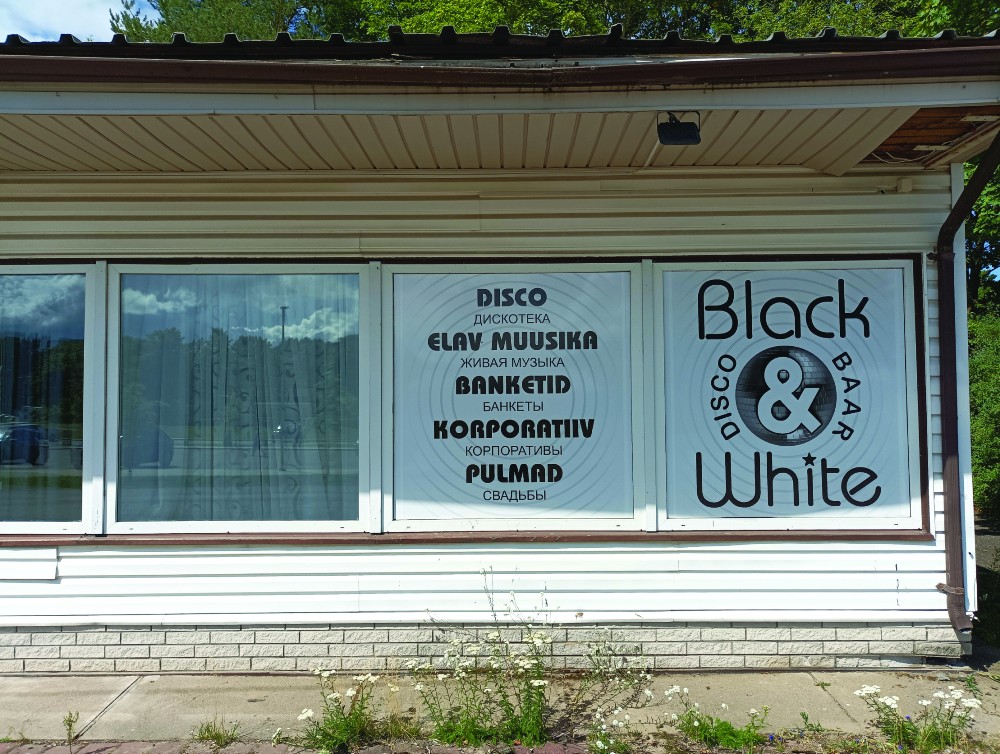 DISCO
ДИСКОТЕКА
ELAV MUUSIKA
ЖИВАЯ МУЗЫКА
BANKETID
БАНКЕТЫ
KORPORATIIV
КОРПОРАТИВЫ
PULMAD
СВАДЬБЫ
Black
DISCO & BAAR
White